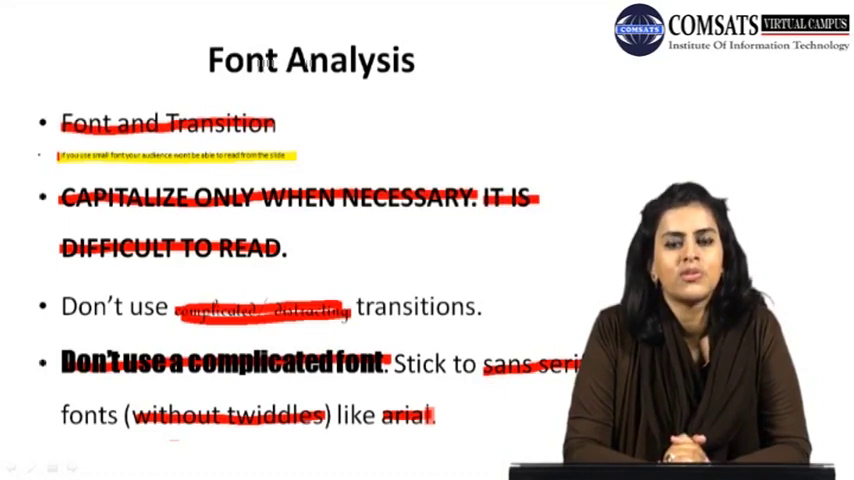 COMSATS VIRTUAL CAMPUS
COMSATS
Institute Of Information Technology
Font Analysis
• Font and Transition
• If you use small font your audience wont be able to read from the slide
• CAPITALIZE ONLY WHEN NECESSARY. IT IS
DIFFICULT TO READ.
• Don't use complicated / distracting transitions.
• Don't use a complicated font. Stick to sans serif
fonts (without twiddles) like arial.